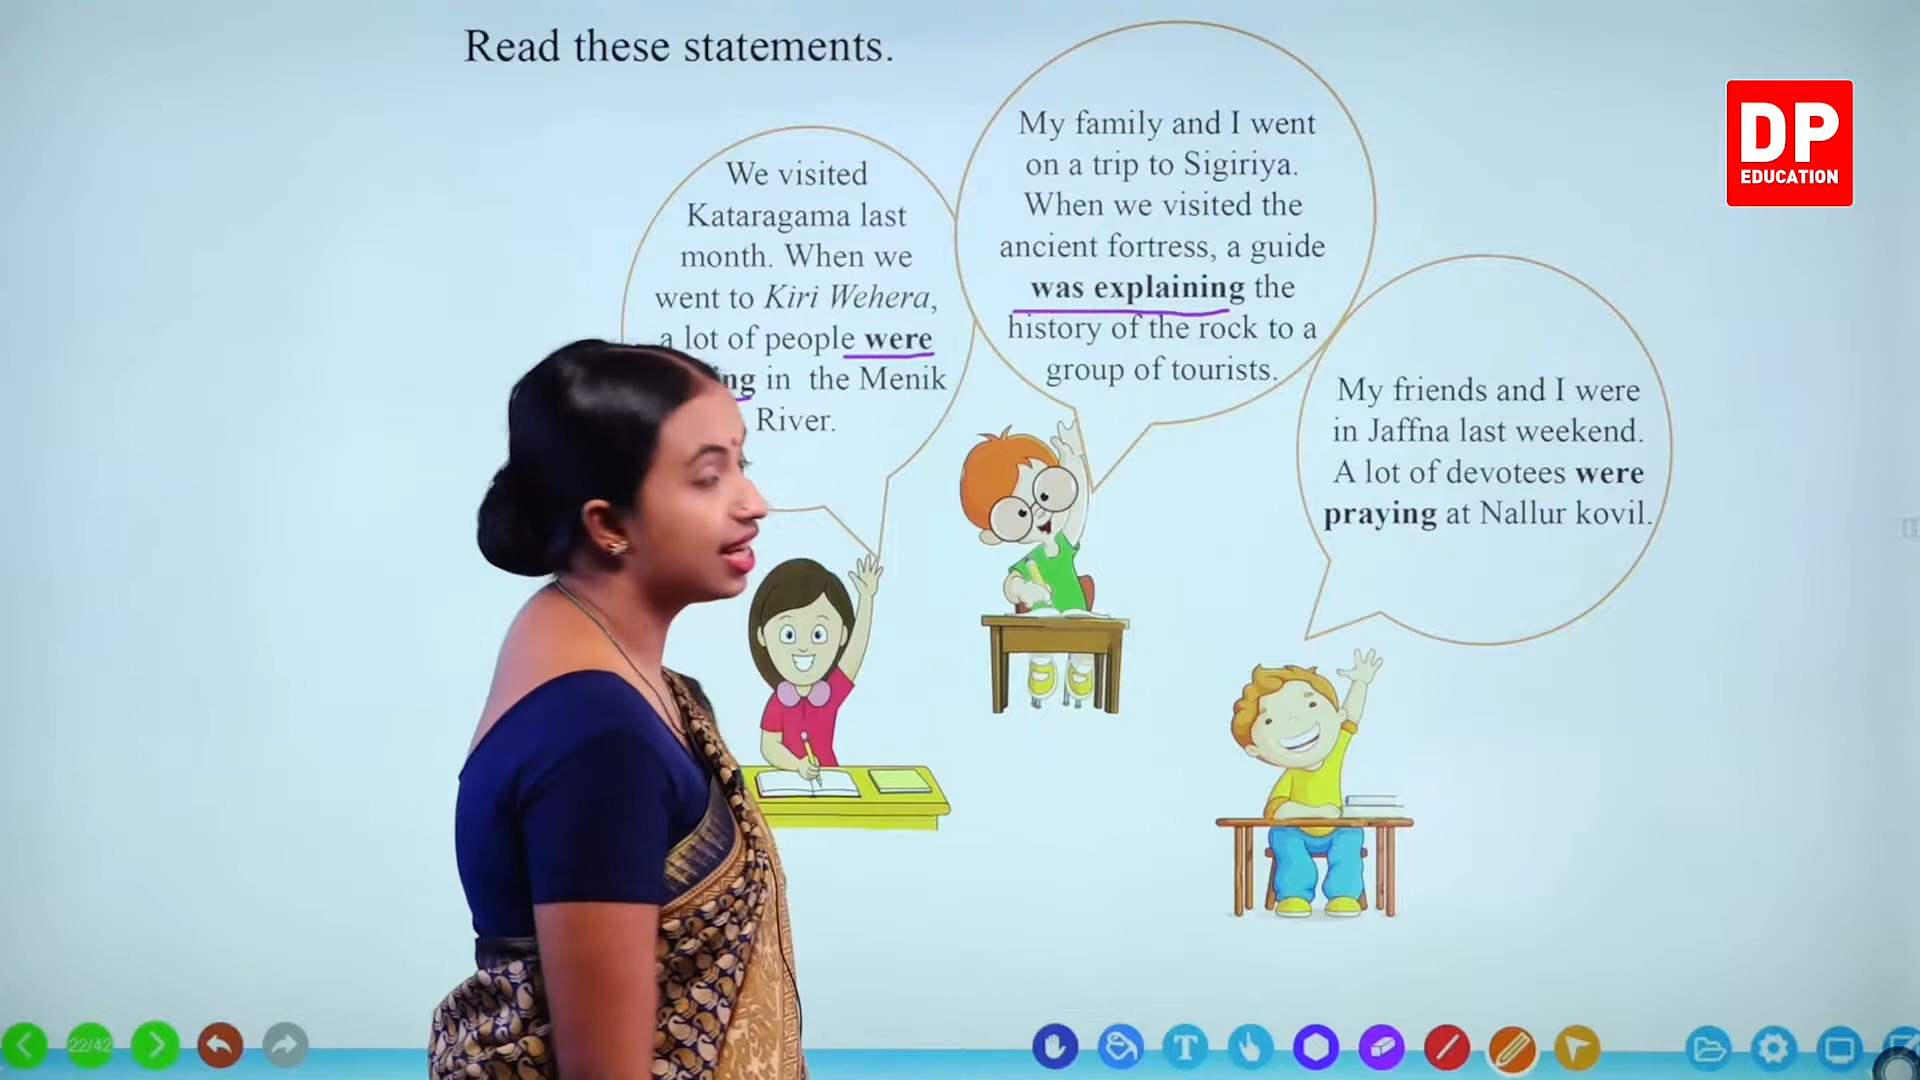 Read these statements.
We visited
Kataragama last
month. When we
went to Kiri Wehera,
a lot of people were
ng in the Menik
River.
My family and I went
on a trip to Sigiriya.
When we visited the
ancient fortress, a guide
was explaining the
history of the rock to a
group of tourists.
My friends and I were
in Jaffna last weekend.
A lot of devotees were
praying at Nallur kovil.
DP
EDUCATION
22/42
T